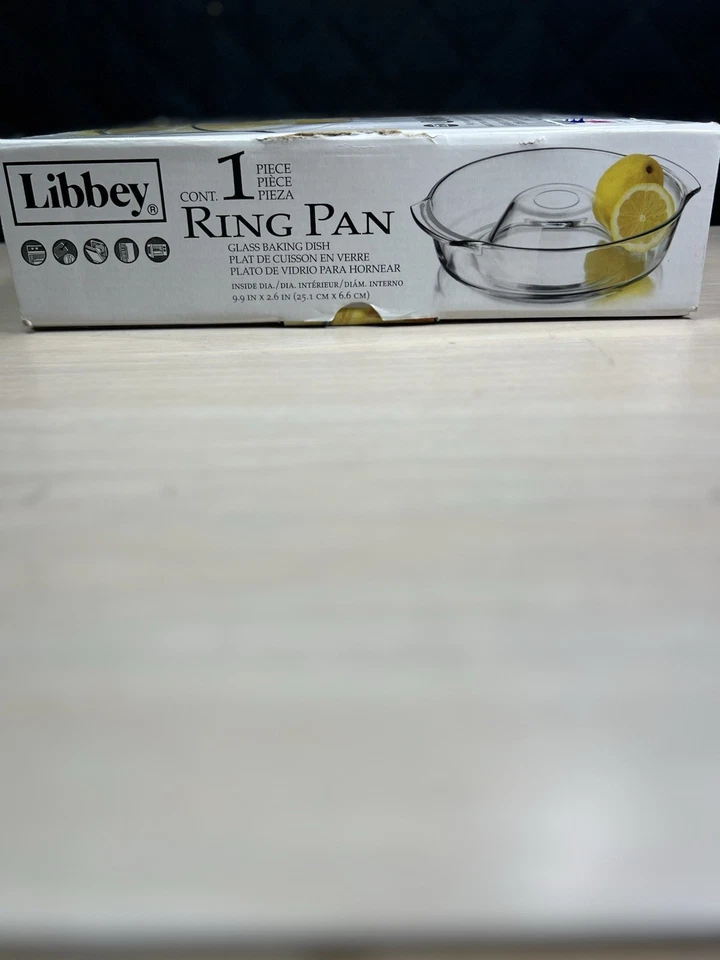 Libbey®
CONT. 1 PIECE
PIÈCE
PIEZA
RING PAN
GLASS BAKING DISH
PLAT DE CUISSON EN VERRE
PLATO DE VIDRIO PARA HORNEAR
INSIDE DIA./DIA. INTÉRIEUR/DIÁM. INTERNO
9.9 IN X 2.6 IN (25.1 CM X 6.6 CM)